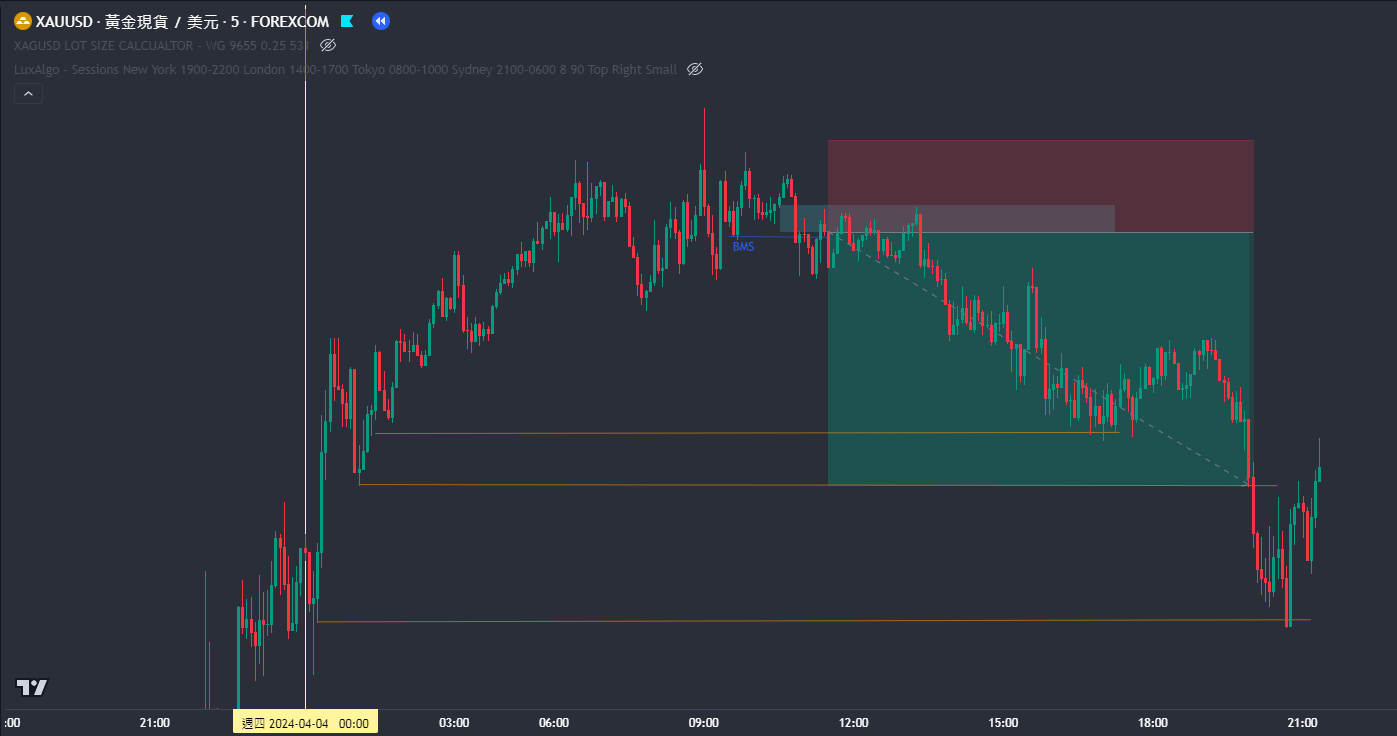 XAUUSD · 黃金現貨 / 美元 · 5 · FOREXCOM
XAGUSD LOT SIZE CALCUALTOR - WG 9655 0.25 531
LuxAlgo - Sessions New York 1900-2200 London 1400-1700 Tokyo 0800-1000 Sydney 2100-0600 8 90 Top Right Small
BMS
:00 21:00 週四 2024-04-04 00:00 03:00 06:00 09:00 12:00 15:00 18:00 21:00